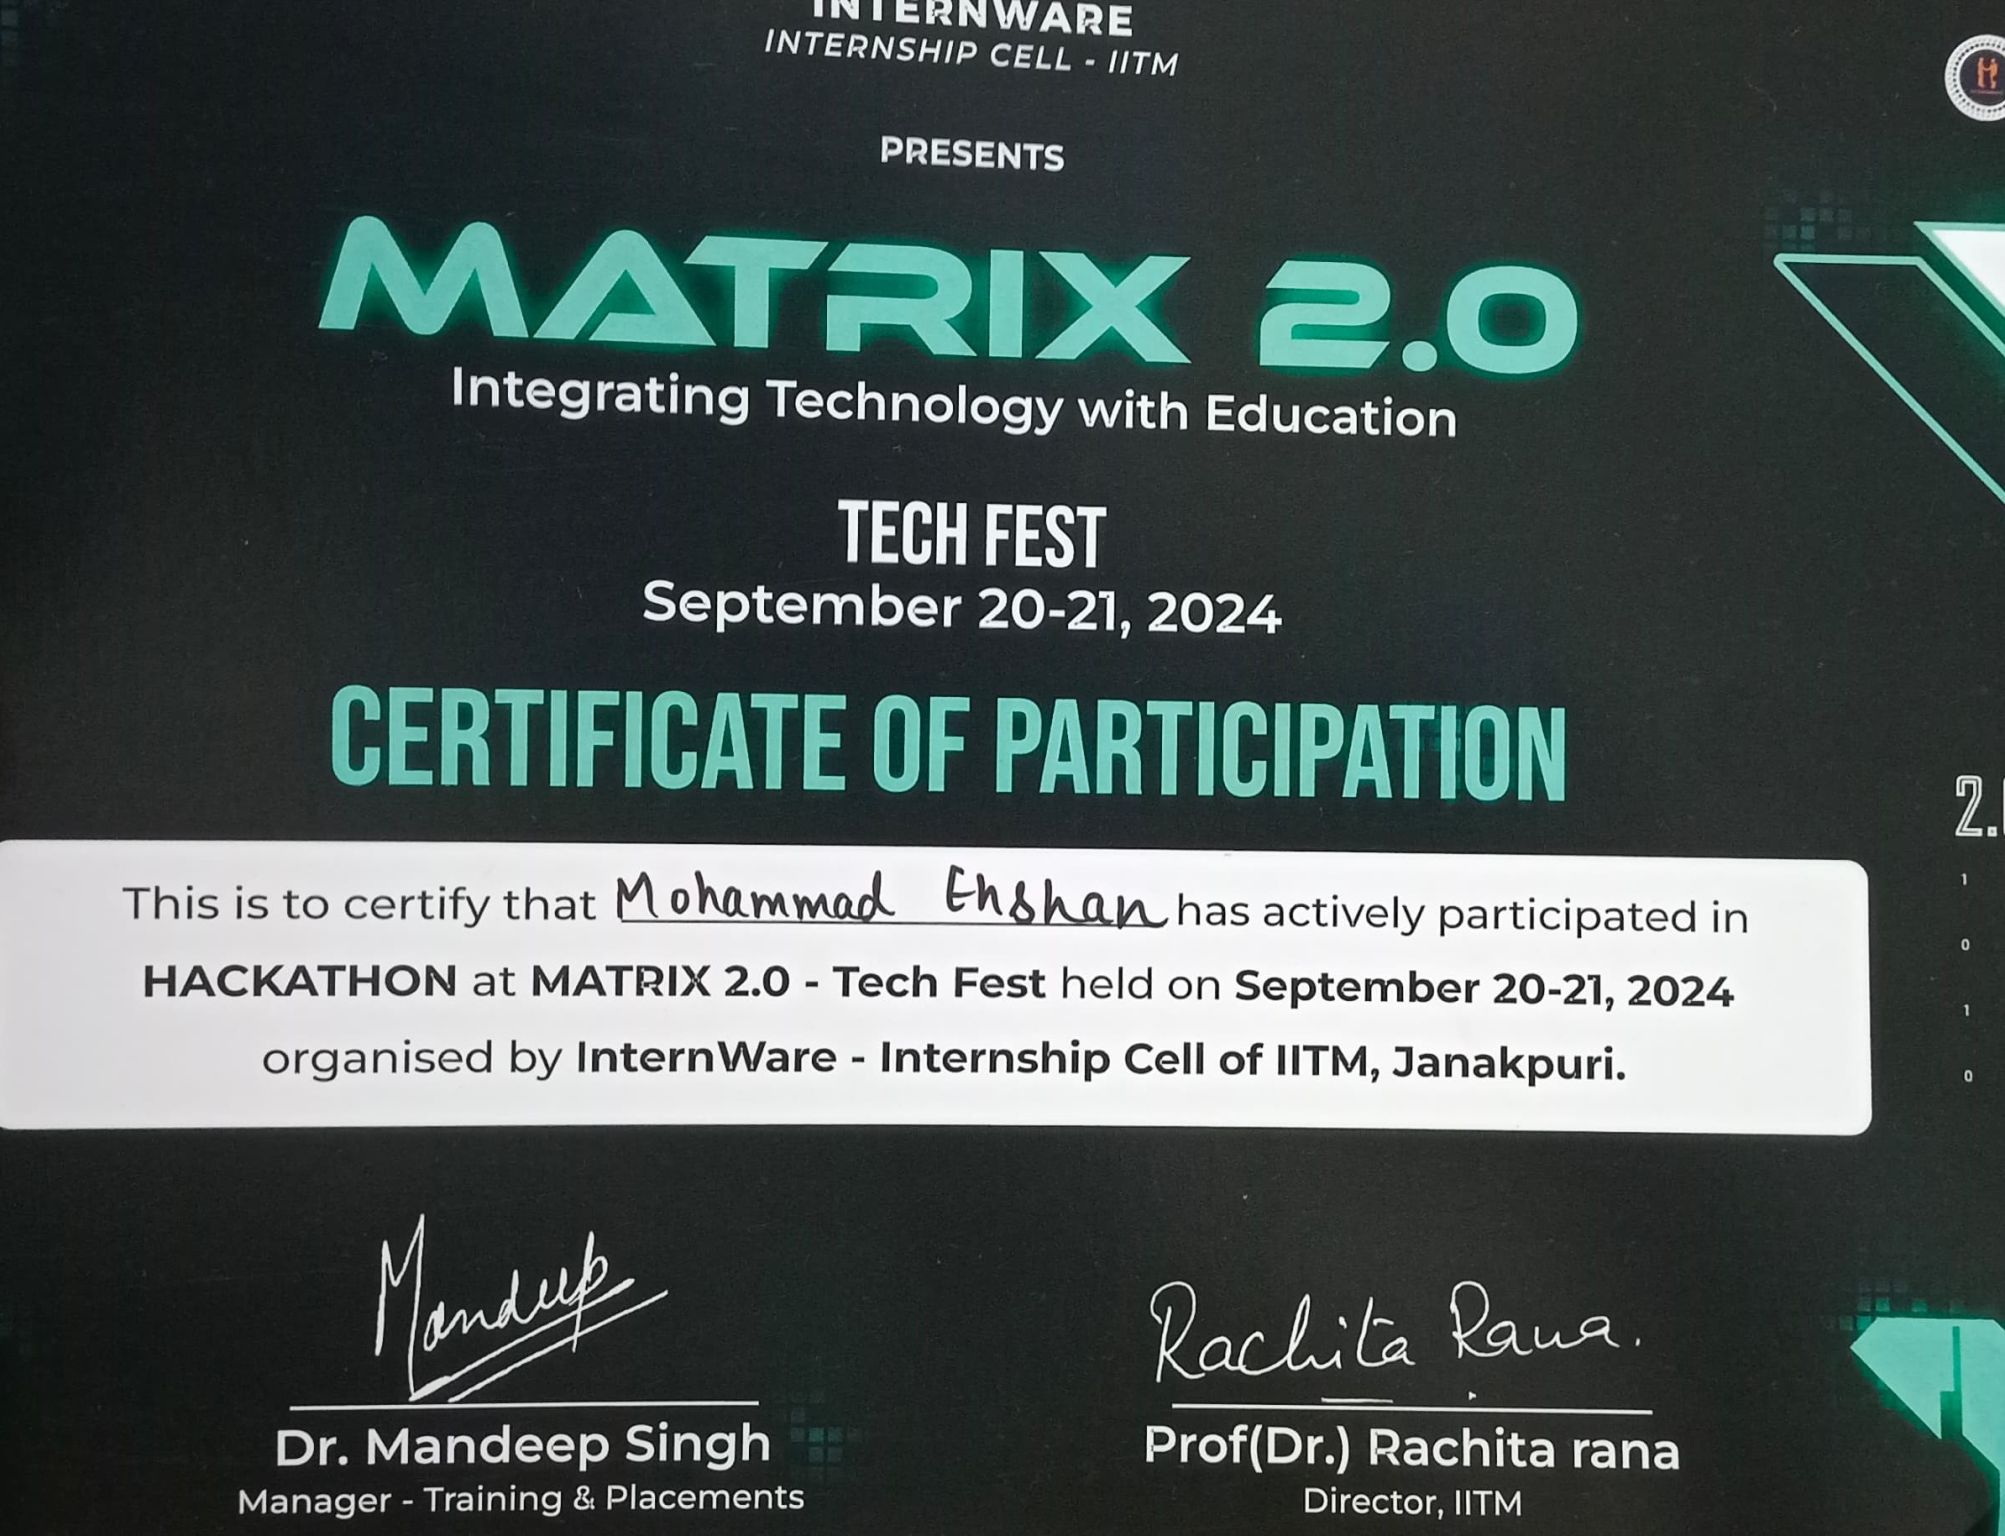 INTERNWARE
INTERNSHIP CELL - IITM
PRESENTS
MATRIX 2.0
Integrating Technology with Education
TECH FEST
September 20-21, 2024
CERTIFICATE OF PARTICIPATION
2.
This is to certify that Mohammad Ehshan has actively participated in
HACKATHON at MATRIX 2.0 - Tech Fest held on September 20-21, 2024
organised by InternWare - Internship Cell of IITM, Janakpuri.
1
0
1
0
Mandeep
Rachita Rana.
Dr. Mandeep Singh
Manager - Training & Placements
Prof(Dr.) Rachita rana
Director, IITM